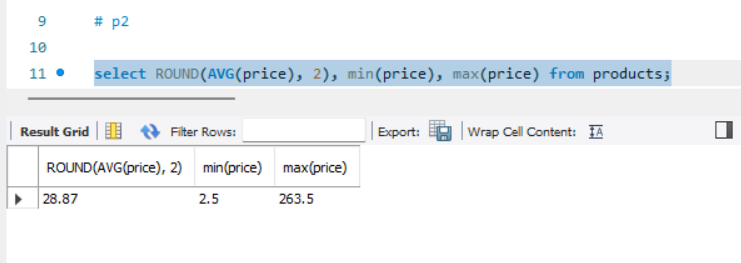 9 # p2
10
11 select ROUND(AVG(price), 2), min(price), max(price) from products;
Result Grid Filter Rows: Export: Wrap Cell Content: IA
ROUND(AVG(price), 2) min(price) max(price)
28.87 2.5 263.5